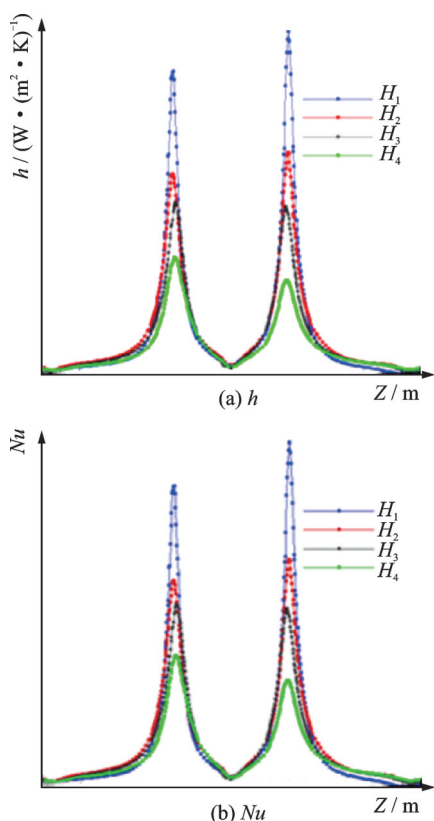 h / (W • (m² • K)⁻¹)
H₁
H₂
H₃
H₄
Z / m
(a) h
Nu
H₁
H₂
H₃
H₄
Z / m
(b) Nu